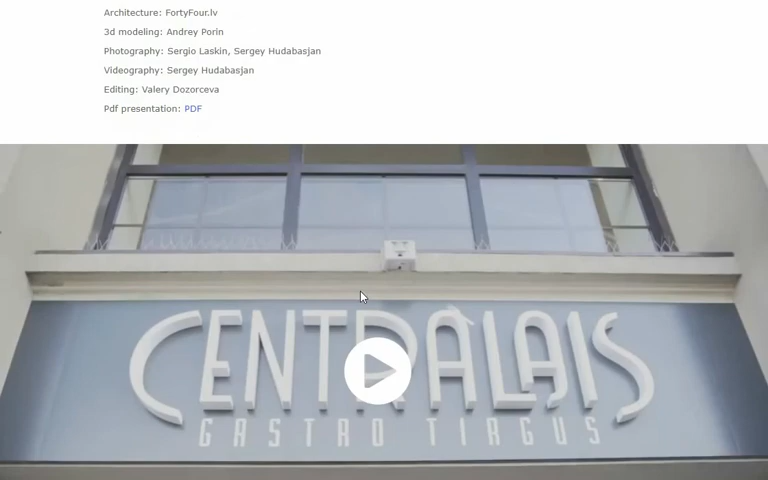 Architecture: FortyFour.lv
3d modeling: Andrey Porin
Photography: Sergio Laskin, Sergey Hudabasjan
Videography: Sergey Hudabasjan
Editing: Valery Dozorceva
Pdf presentation: PDF
CENTRĀLAIS
GASTRO TIRGUS